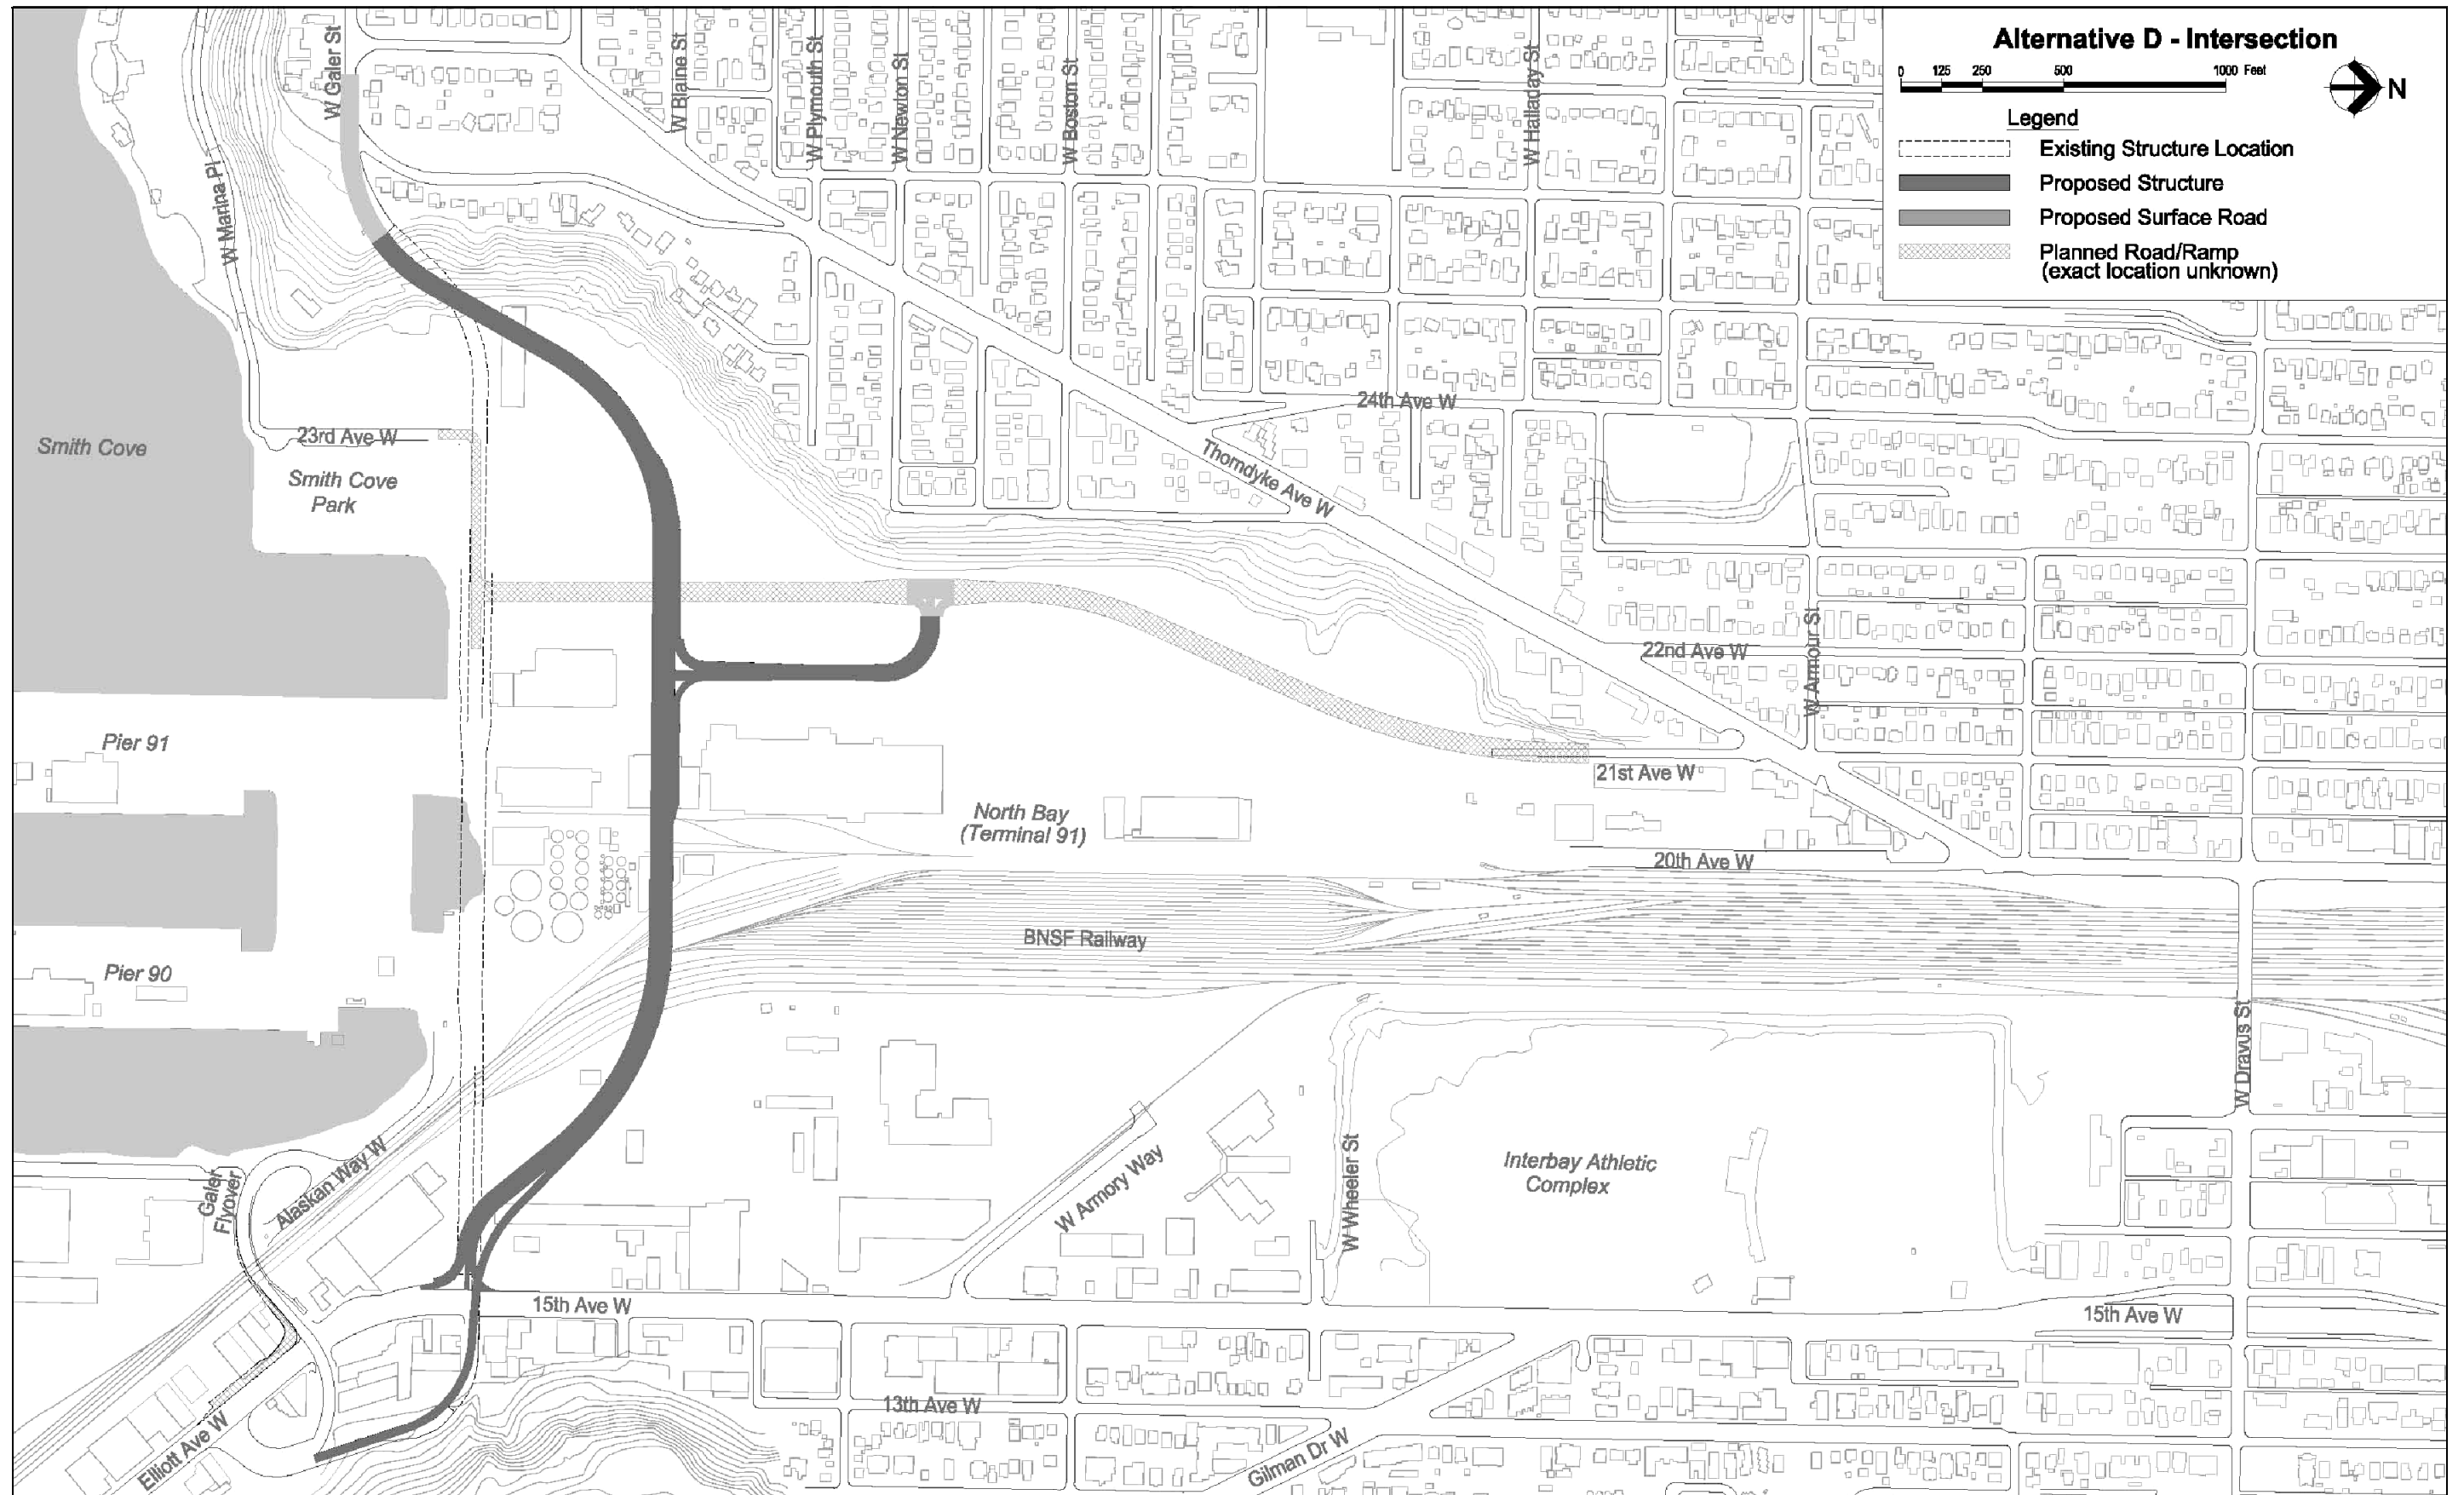 Alternative D - Intersection
0 125 250 500 1000 Feet
N
Legend
Existing Structure Location
Proposed Structure
Proposed Surface Road
Planned Road/Ramp
(exact location unknown)
W Galer St
W Blaine St
W Plymouth St
W Newton St
W Boston St
W Halladay St
W Marina Pl
24th Ave W
Thorndyke Ave W
23rd Ave W
Smith Cove
Smith Cove
Park
22nd Ave W
W Armour St
Pier 91
21st Ave W
North Bay
(Terminal 91)
20th Ave W
BNSF Railway
Pier 90
W Dravus St
Galer
Flyover
Alaskan Way W
W Armory Way
W Wheeler St
Interbay Athletic
Complex
15th Ave W
15th Ave W
13th Ave W
Elliott Ave W
Gilman Dr W